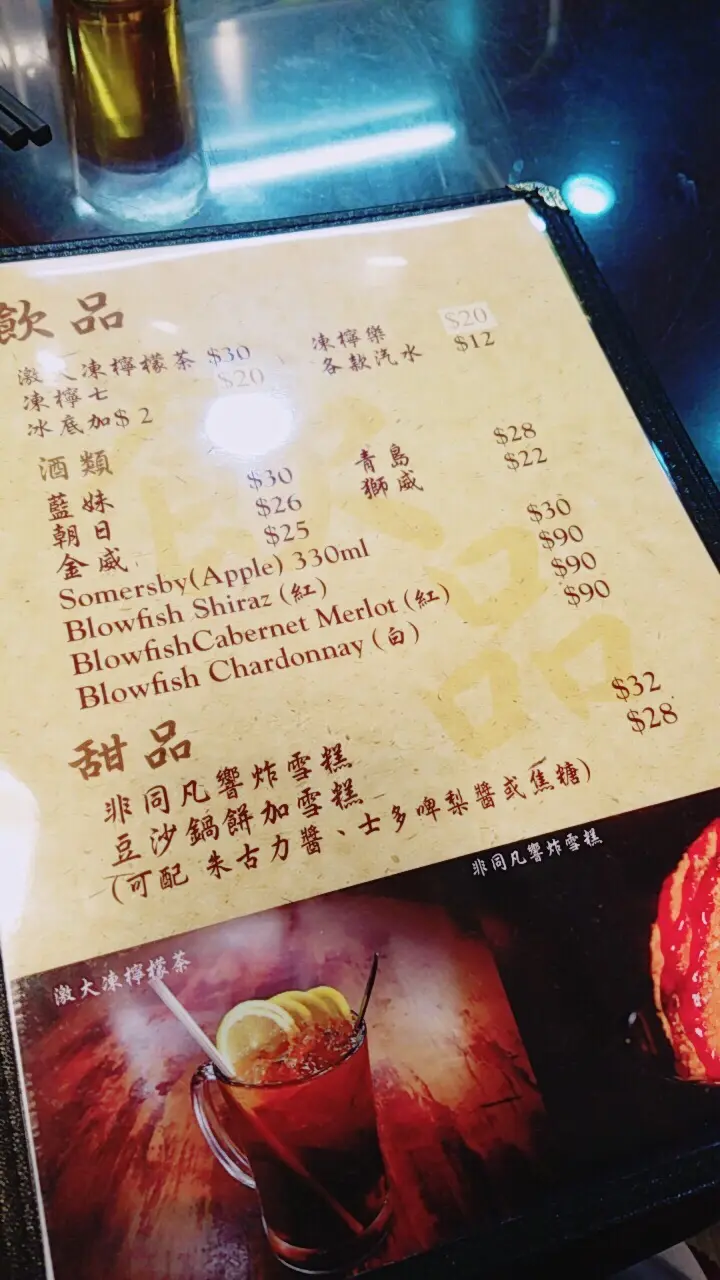 飲品
激大凍檸檬茶 $30 凍檸樂 $20
凍檸七 $20 各款汽水 $12
冰底加$ 2
酒類
藍妹 $30 青島 $28
朝日 $26 獅威 $22
金威 $25
Somersby(Apple) 330ml $30
Blowfish Shiraz (紅) $90
BlowfishCabernet Merlot (紅) $90
Blowfish Chardonnay (白) $90
甜品
非同凡響炸雪糕 $32
豆沙鍋餅加雪糕 $28
(可配 朱古力醬、士多啤梨醬或焦糖)
非同凡響炸雪糕
激大凍檸檬茶
飲品